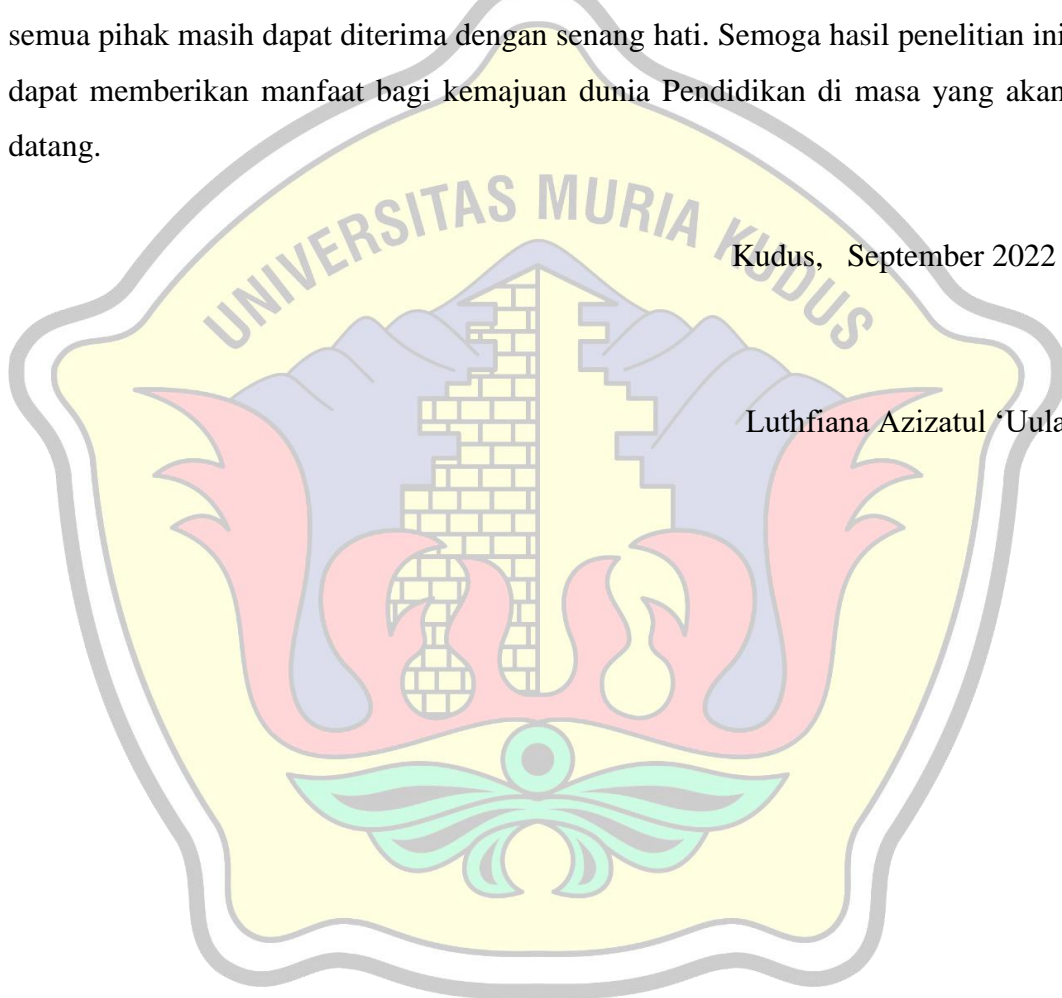 semua pihak masih dapat diterima dengan senang hati. Semoga hasil penelitian ini
dapat memberikan manfaat bagi kemajuan dunia Pendidikan di masa yang akan
datang.
UNIVERSITAS MURIA KUDUS
Kudus, September 2022
Luthfiana Azizatul ‘Uula